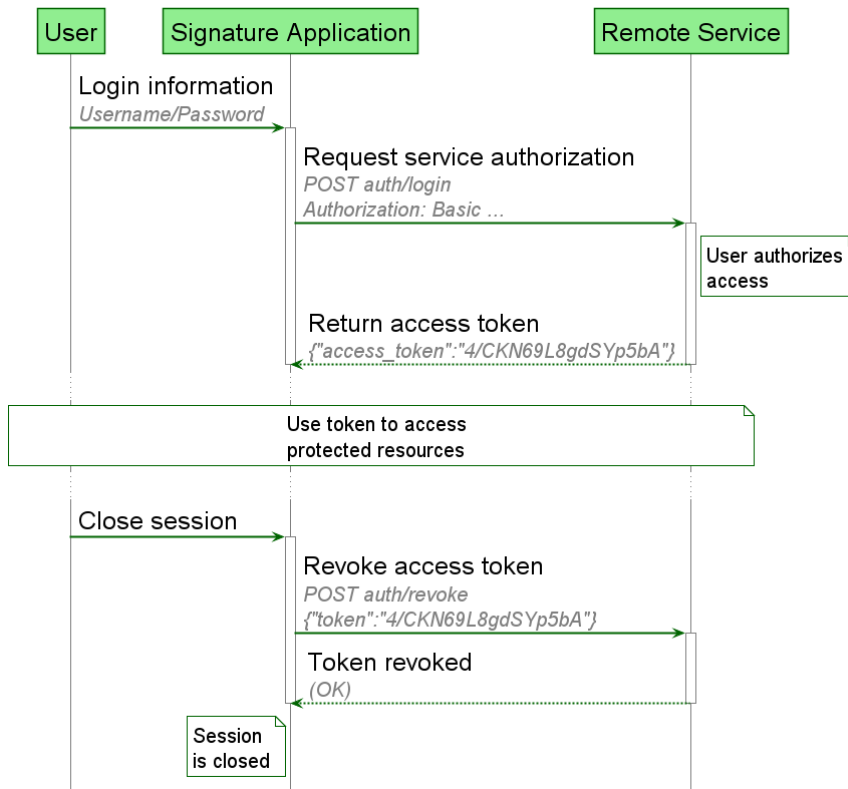 User
Signature Application
Remote Service
Login information
Username/Password
Request service authorization
POST auth/login
Authorization: Basic ...
User authorizes
access
Return access token
{"access_token":"4/CKN69L8gdSYp5bA"}
Use token to access
protected resources
Close session
Revoke access token
POST auth/revoke
{"token":"4/CKN69L8gdSYp5bA"}
Token revoked
(OK)
Session
is closed